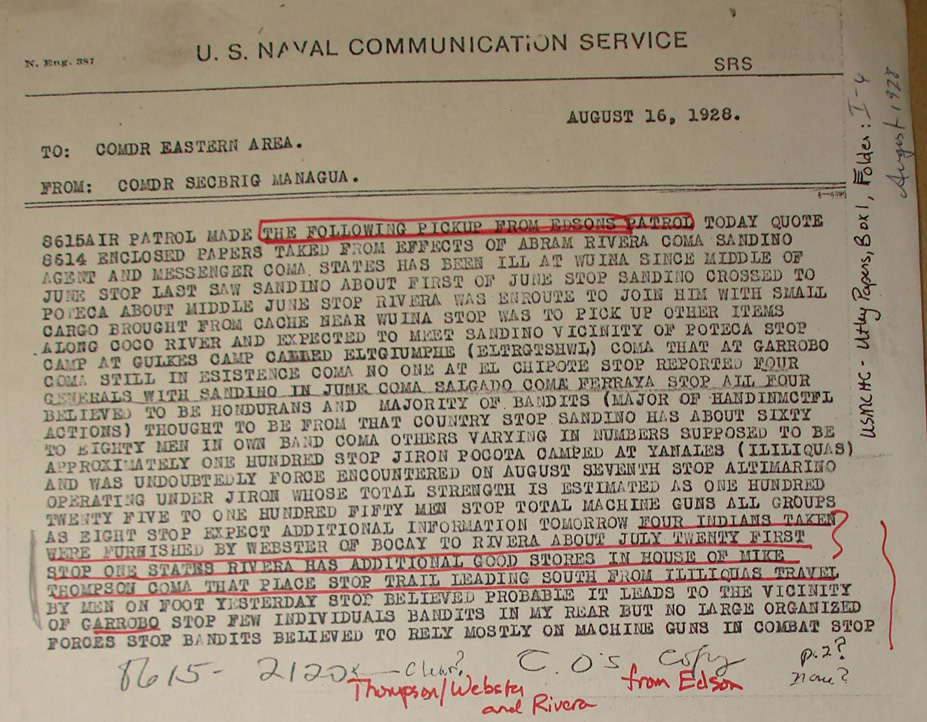 U. S. NAVAL COMMUNICATION SERVICE
N. Eng. 387
SRS
AUGUST 16, 1928.
TO: COMDR EASTERN AREA.
FROM: COMDR SECBRIG MANAGUA.
8615AIR PATROL MADE THE FOLLOWING PICKUP FROM EDSONS PATROL TODAY QUOTE
8614 ENCLOSED PAPERS TAKEN FROM EFFECTS OF ABRAM RIVERA COMA SANDINO
AGENT AND MESSENGER COMA STATES HAS BEEN ILL AT WUINA SINCE MIDDLE OF
JUNE STOP LAST SAW SANDINO ABOUT FIRST OF JUNE STOP SANDINO CROSSED TO
POTECA ABOUT MIDDLE JUNE STOP RIVERA WAS ENROUTE TO JOIN HIM WITH SMALL
CARGO BROUGHT FROM CACHE NEAR WUINA STOP WAS TO PICK UP OTHER ITEMS
ALONG COCO RIVER AND EXPECTED TO MEET SANDINO VICINITY OF POTECA STOP
CAMP AT GULKES CAMP CALLED ELTGIUMPHE (ELTRGTSHWL) COMA THAT AT GARROBO
COMA STILL IN ESISTENCE COMA NO ONE AT EL CHIPOTE STOP REPORTED FOUR
GENERALS WITH SANDINO IN JUNE COMA SALGADO COMA FERRAYA STOP ALL FOUR
BELIEVED TO BE HONDURANS AND MAJORITY OF BANDITS (MAJOR OF HANDINMCTFL
ACTIONS) THOUGHT TO BE FROM THAT COUNTRY STOP SANDINO HAS ABOUT SIXTY
TO EIGHTY MEN IN OWN BAND COMA OTHERS VARYING IN NUMBERS SUPPOSED TO BE
APPROXIMATELY ONE HUNDRED STOP JIRON POCOTA CAMPED AT YANALES (ILILIQUAS)
AND WAS UNDOUBTEDLY FORCE ENCOUNTERED ON AUGUST SEVENTH STOP ALTIMARINO
OPERATING UNDER JIRON WHOSE TOTAL STRENGTH IS ESTIMATED AS ONE HUNDRED
TWENTY FIVE TO ONE HUNDRED FIFTY MEN STOP TOTAL MACHINE GUNS ALL GROUPS
AS EIGHT STOP EXPECT ADDITIONAL INFORMATION TOMORROW FOUR INDIANS TAKEN
WERE FURNISHED BY WEBSTER OF BOCAY TO RIVERA ABOUT JULY TWENTY FIRST
STOP ONE STATES RIVERA HAS ADDITIONAL GOOD STORES IN HOUSE OF MIKE
THOMPSON COMA THAT PLACE STOP TRAIL LEADING SOUTH FROM ILILIQUAS TRAVEL
BY MEN ON FOOT YESTERDAY STOP BELIEVED PROBABLE IT LEADS TO THE VICINITY
OF GARROBO STOP FEW INDIVIDUALS BANDITS IN MY REAR BUT NO LARGE ORGANIZED
FORCES STOP BANDITS BELIEVED TO RELY MOSTLY ON MACHINE GUNS IN COMBAT STOP
8615 - 2120 — Clear? C.O's Copy p.2?
none?
Thompson/Webster from Edson
and Rivera
USMCHC - Utley Papers, Box 1, Folder: I-4
August 1928